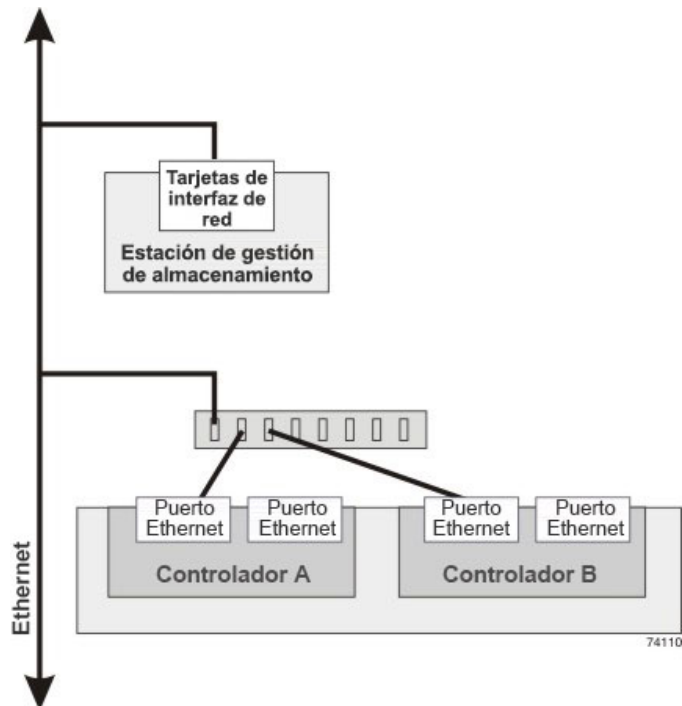 Tarjetas de
interfaz de
red
Estación de gestión
de almacenamiento
Puerto
Ethernet
Puerto
Ethernet
Puerto
Ethernet
Puerto
Ethernet
Controlador A
Controlador B
Ethernet
74110